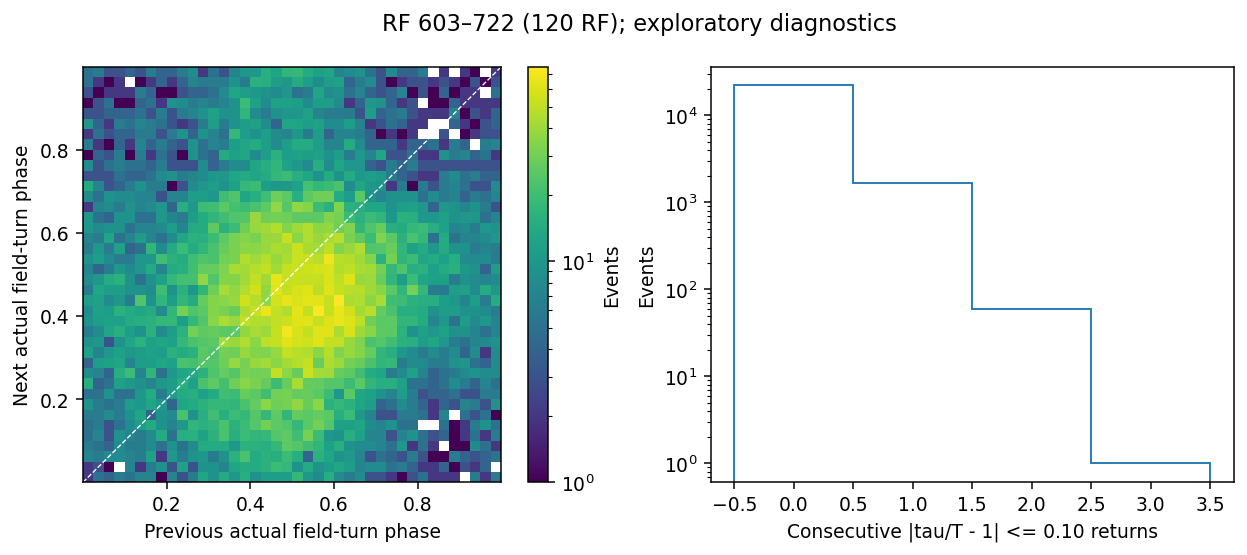 RF 603–722 (120 RF); exploratory diagnostics
Next actual field-turn phase
0.8
0.6
0.4
0.2
0.2 0.4 0.6 0.8
Previous actual field-turn phase
10¹
10⁰
Events
Events
10⁴
10³
10²
10¹
10⁰
−0.5 0.0 0.5 1.0 1.5 2.0 2.5 3.0 3.5
Consecutive |tau/T - 1| <= 0.10 returns